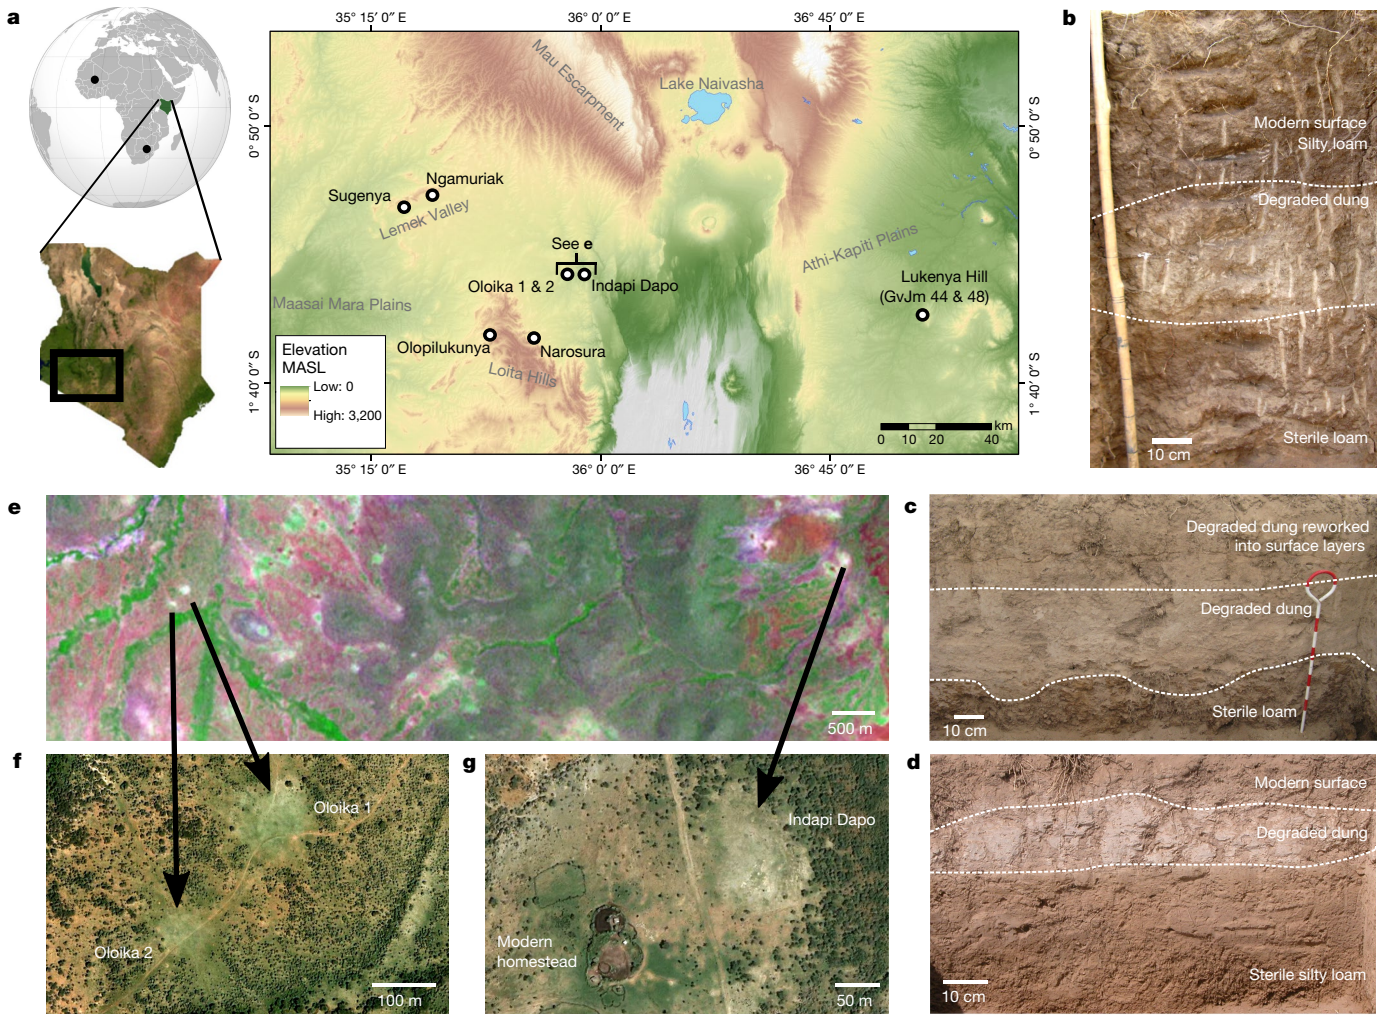 a
35° 15′ 0″ E
36° 0′ 0″ E
36° 45′ 0″ E
0° 50′ 0″ S
1° 40′ 0″ S
Mau Escarpment
Lake Naivasha
Ngamuriak
Sugenya
Lemek Valley
See e
Oloika 1 & 2
Indapi Dapo
Athi-Kapiti Plains
Lukenya Hill
(GvJm 44 & 48)
Maasai Mara Plains
Olopilukunya
Narosura
Loita Hills
Elevation
MASL
Low: 0
High: 3,200
0 10 20 40 km
0° 50′ 0″ S
1° 40′ 0″ S
35° 15′ 0″ E
36° 0′ 0″ E
36° 45′ 0″ E
b
Modern surface
Silty loam
Degraded dung
Sterile loam
10 cm
e
500 m
c
Degraded dung reworked
into surface layers
Degraded dung
Sterile loam
10 cm
f
Oloika 1
Oloika 2
100 m
g
Indapi Dapo
Modern
homestead
50 m
d
Modern surface
Degraded dung
Sterile silty loam
10 cm